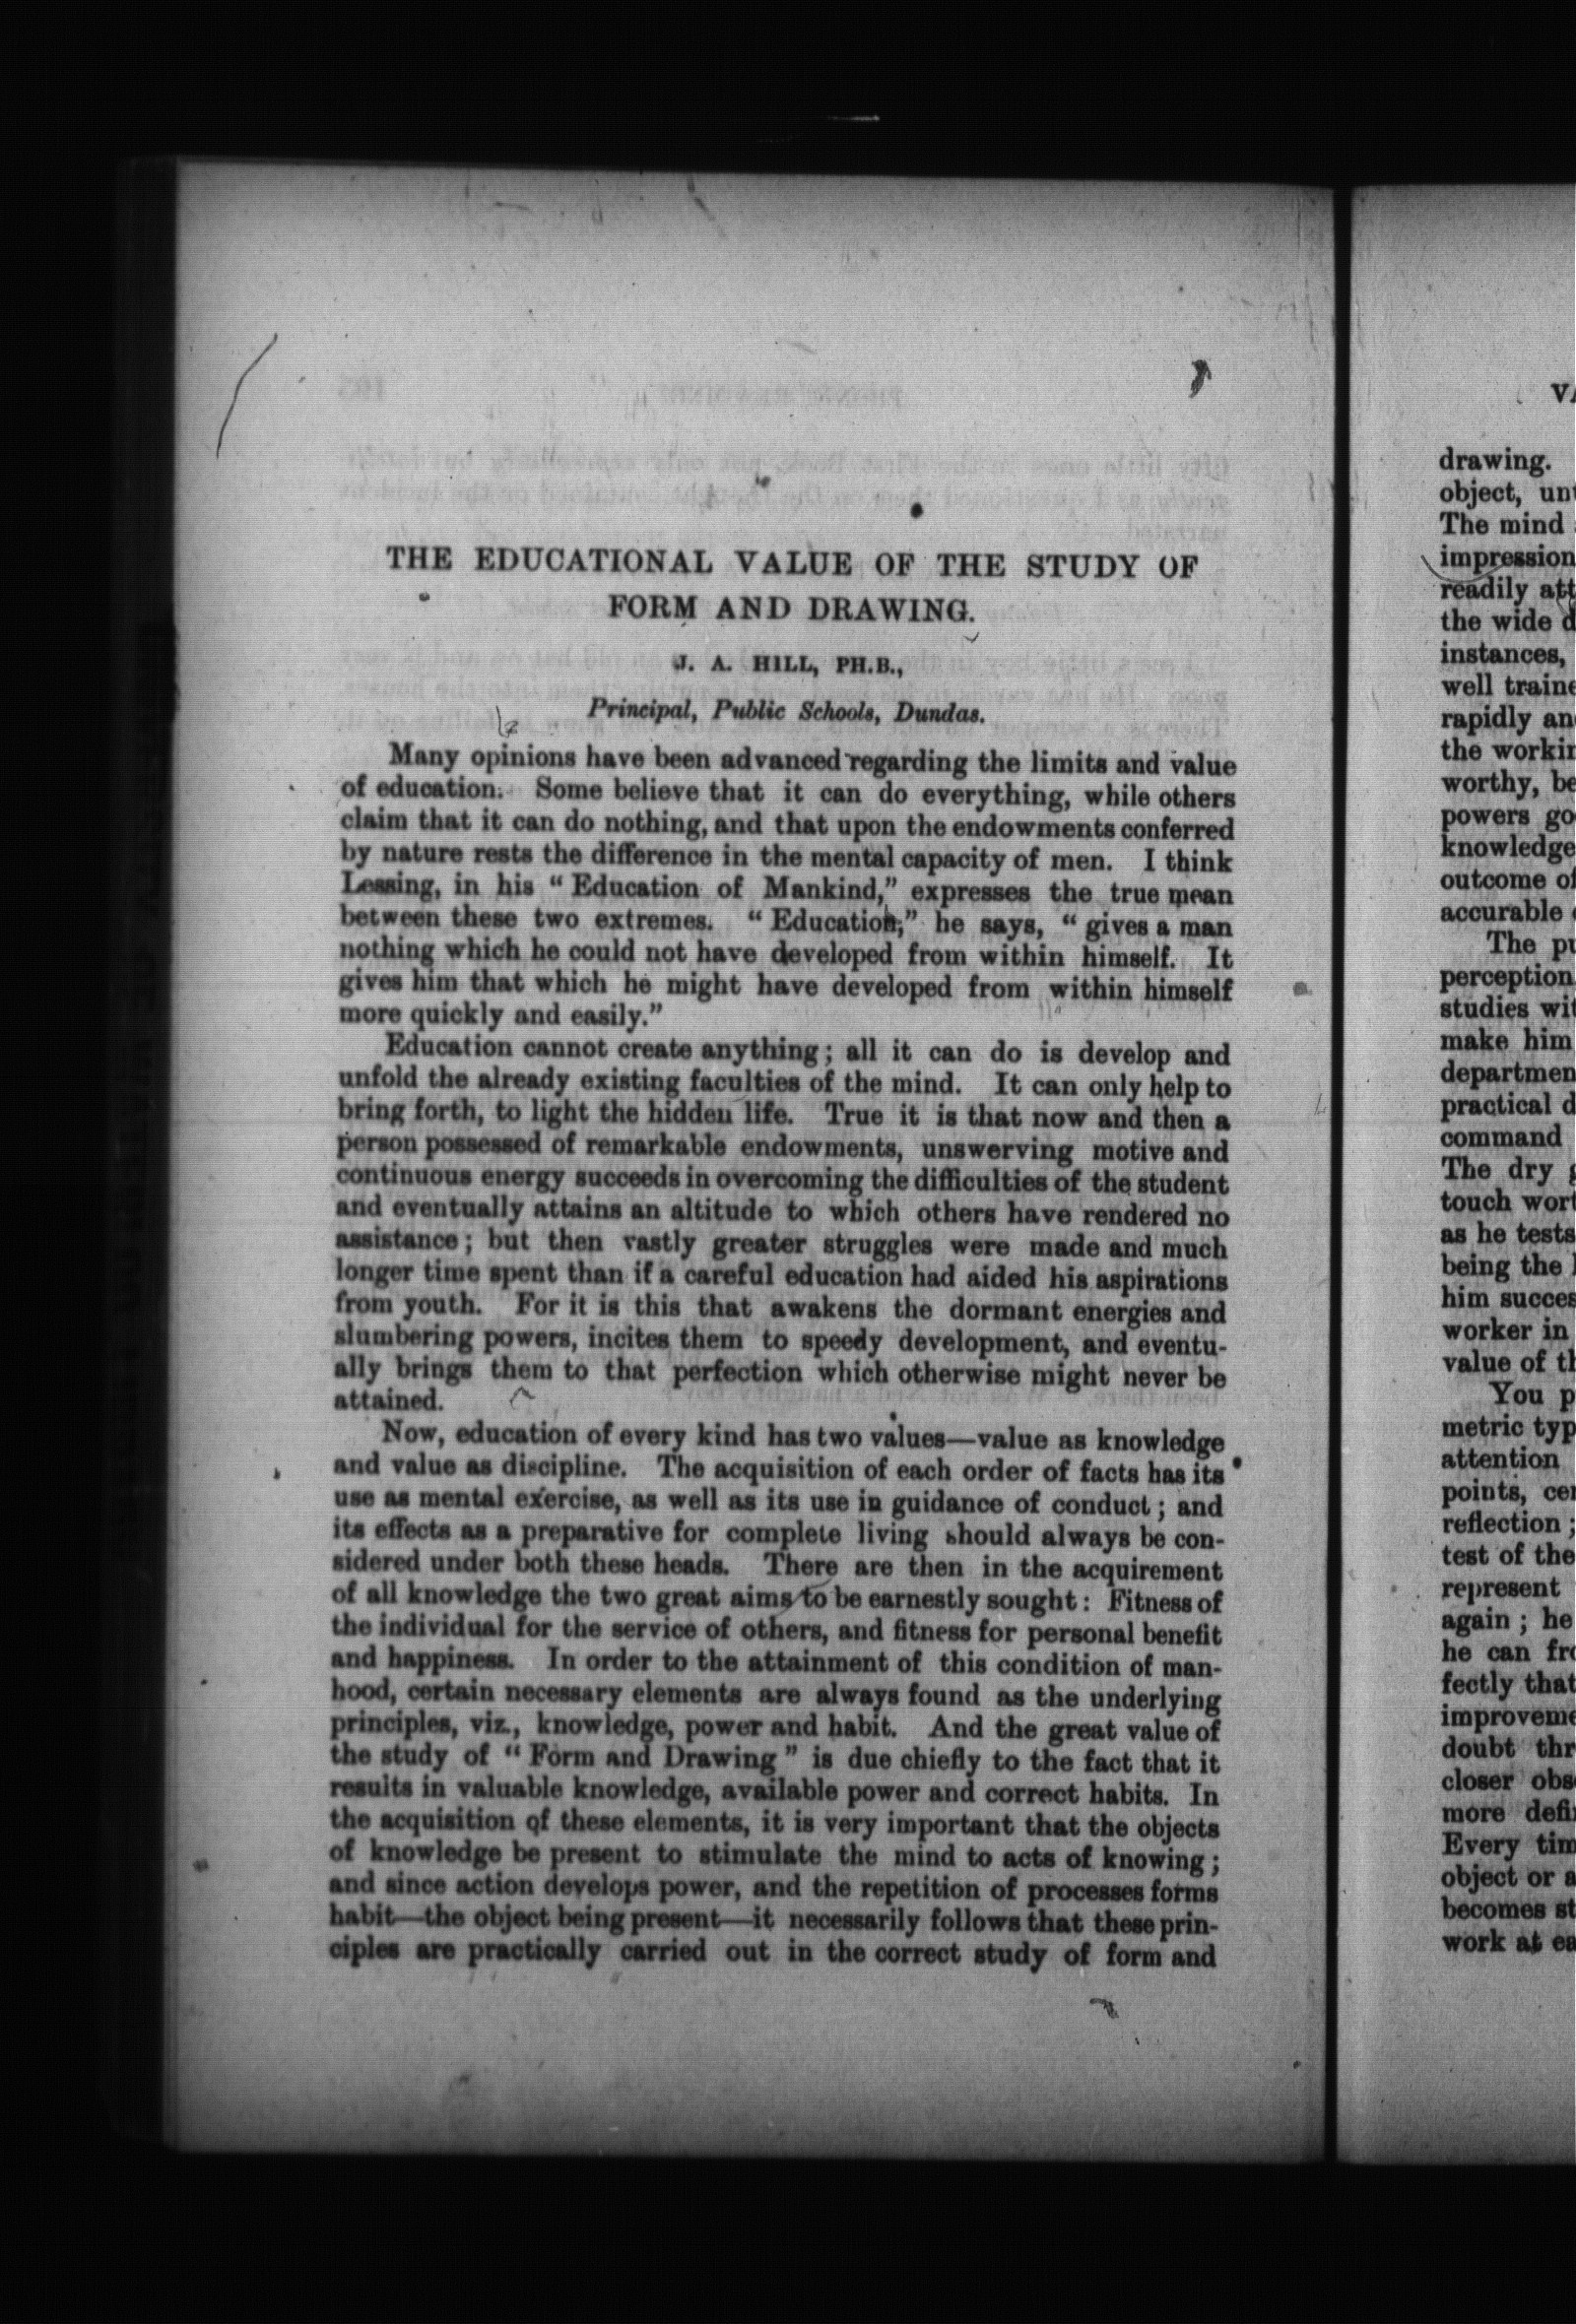 THE EDUCATIONAL VALUE OF THE STUDY OF
FORM AND DRAWING.
J. A. HILL, PH.B.,
Principal, Public Schools, Dundas.
Many opinions have been advanced regarding the limits and value
of education. Some believe that it can do everything, while others
claim that it can do nothing, and that upon the endowments conferred
by nature rests the difference in the mental capacity of men. I think
Lessing, in his “Education of Mankind,” expresses the true mean
between these two extremes. “Education,” he says, “gives a man
nothing which he could not have developed from within himself. It
gives him that which he might have developed from within himself
more quickly and easily.”
Education cannot create anything; all it can do is develop and
unfold the already existing faculties of the mind. It can only help to
bring forth, to light the hidden life. True it is that now and then a
person possessed of remarkable endowments, unswerving motive and
continuous energy succeeds in overcoming the difficulties of the student
and eventually attains an altitude to which others have rendered no
assistance; but then vastly greater struggles were made and much
longer time spent than if a careful education had aided his aspirations
from youth. For it is this that awakens the dormant energies and
slumbering powers, incites them to speedy development, and eventu-
ally brings them to that perfection which otherwise might never be
attained.
Now, education of every kind has two values—value as knowledge
and value as discipline. The acquisition of each order of facts has its
use as mental exercise, as well as its use in guidance of conduct; and
its effects as a preparative for complete living should always be con-
sidered under both these heads. There are then in the acquirement
of all knowledge the two great aims to be earnestly sought: Fitness of
the individual for the service of others, and fitness for personal benefit
and happiness. In order to the attainment of this condition of man-
hood, certain necessary elements are always found as the underlying
principles, viz., knowledge, power and habit. And the great value of
the study of “Form and Drawing” is due chiefly to the fact that it
results in valuable knowledge, available power and correct habits. In
the acquisition of these elements, it is very important that the objects
of knowledge be present to stimulate the mind to acts of knowing;
and since action develops power, and the repetition of processes forms
habit—the object being present—it necessarily follows that these prin-
ciples are practically carried out in the correct study of form and
drawing.
object,
The mind
impression
readily
the wide
instances,
well
rapidly
the
worthy,
powers
knowledge
outcome
accurable
The
perception
studies
make him
practical
command
The dry
touch
as he tests
being the
him
worker in
value of
You
metric
attention
points,
reflection;
test of the
represent
again; he
he can
fectly that
doubt
closer
more
Every
object or
becomes
work at